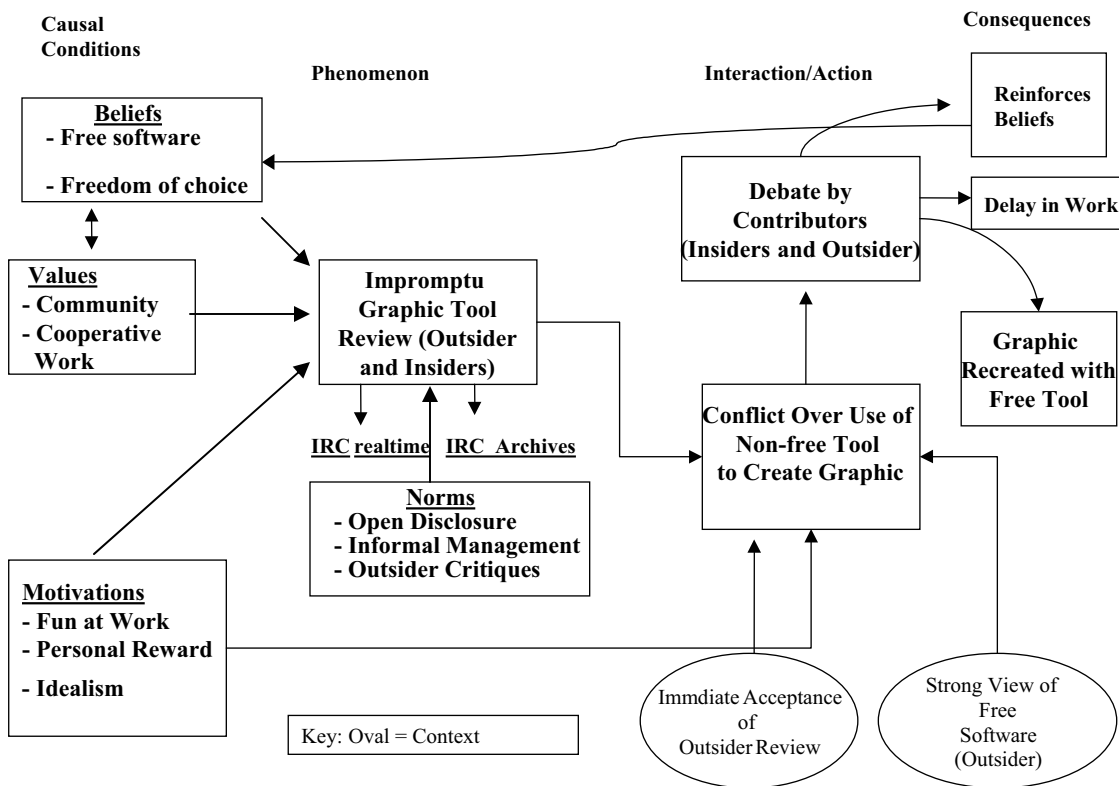 Causal
Conditions
Consequences
Phenomenon
Interaction/Action
Beliefs
- Free software
- Freedom of choice
Reinforces
Beliefs
Debate by
Contributors
(Insiders and Outsider)
Delay in Work
Values
- Community
- Cooperative
Work
Impromptu
Graphic Tool
Review (Outsider
and Insiders)
Graphic
Recreated with
Free Tool
IRC realtime
IRC Archives
Conflict Over Use of
Non-free Tool
to Create Graphic
Norms
- Open Disclosure
- Informal Management
- Outsider Critiques
Motivations
- Fun at Work
- Personal Reward
- Idealism
Immdiate Acceptance
of
Outsider Review
Strong View of
Free
Software
(Outsider)
Key: Oval = Context